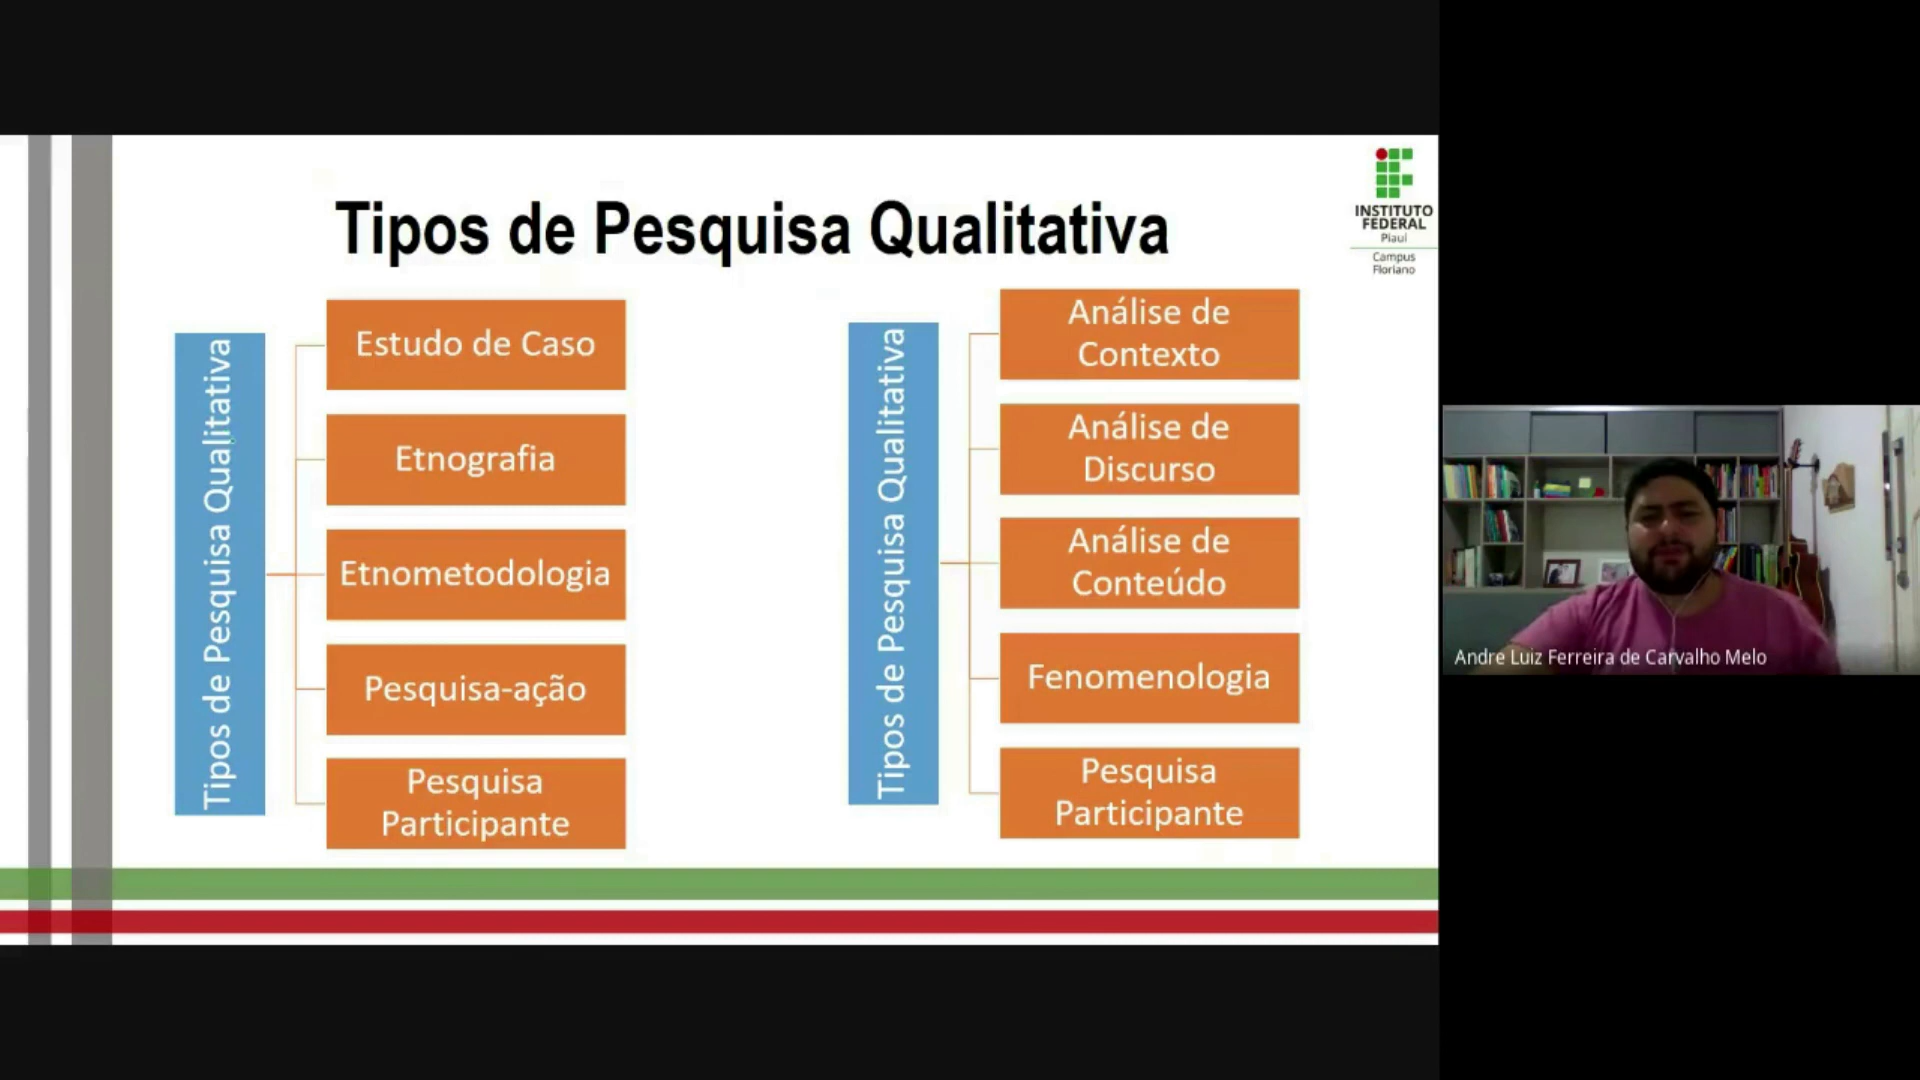 Tipos de Pesquisa Qualitativa
INSTITUTO
FEDERAL
Piauí
Campus
Floriano
Tipos de Pesquisa Qualitativa
Estudo de Caso
Etnografia
Etnometodologia
Pesquisa-ação
Pesquisa
Participante
Tipos de Pesquisa Qualitativa
Análise de
Contexto
Análise de
Discurso
Análise de
Conteúdo
Fenomenologia
Pesquisa
Participante
Andre Luiz Ferreira de Carvalho Melo